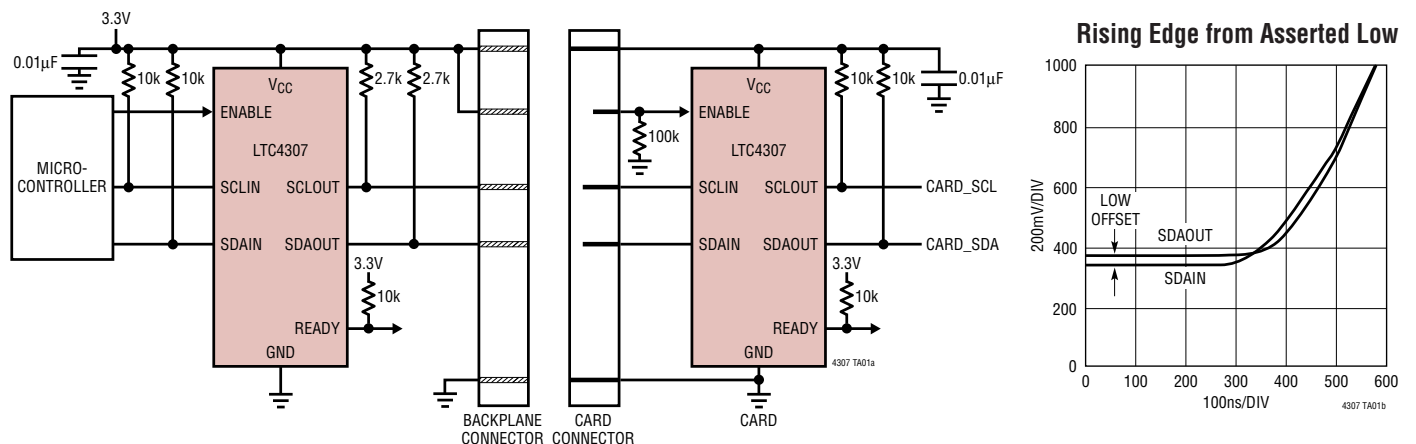 3.3V
0.01µF
10k
10k
2.7k
2.7k
VCC
ENABLE
LTC4307
MICRO-
CONTROLLER
SCLIN
SCLOUT
SDAIN
SDAOUT
3.3V
10k
READY
GND
BACKPLANE
CONNECTOR
CARD
CONNECTOR
100k
VCC
ENABLE
LTC4307
SCLIN
SCLOUT
SDAIN
SDAOUT
10k
10k
0.01µF
CARD_SCL
CARD_SDA
3.3V
10k
READY
GND
4307 TA01a
CARD
Rising Edge from Asserted Low
1000
800
600
400
200
0
200mV/DIV
LOW
OFFSET
SDAOUT
SDAIN
0 100 200 300 400 500 600
100ns/DIV
4307 TA01b